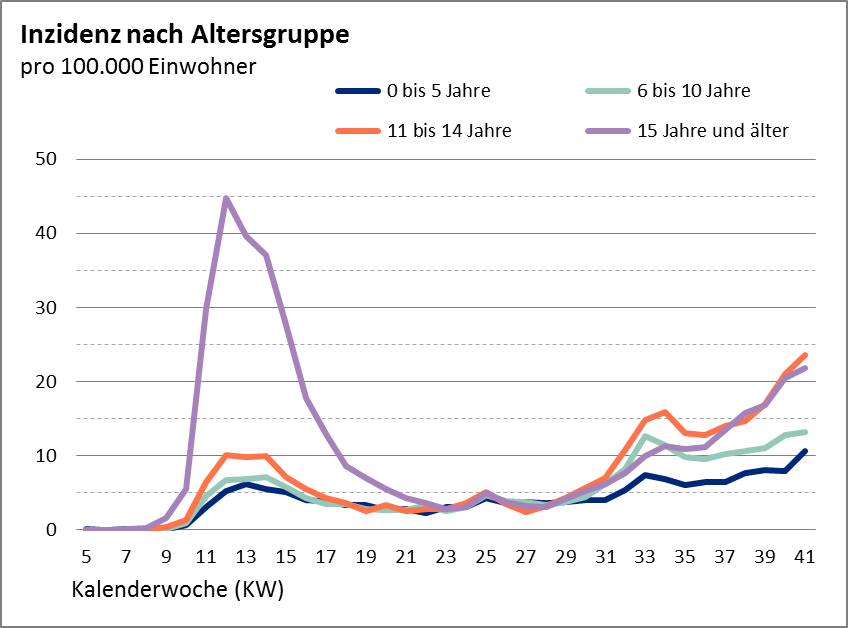 Inzidenz nach Altersgruppe
pro 100.000 Einwohner
0 bis 5 Jahre
6 bis 10 Jahre
11 bis 14 Jahre
15 Jahre und älter
50
40
30
20
10
0
5 7 9 11 13 15 17 19 21 23 25 27 29 31 33 35 37 39 41
Kalenderwoche (KW)